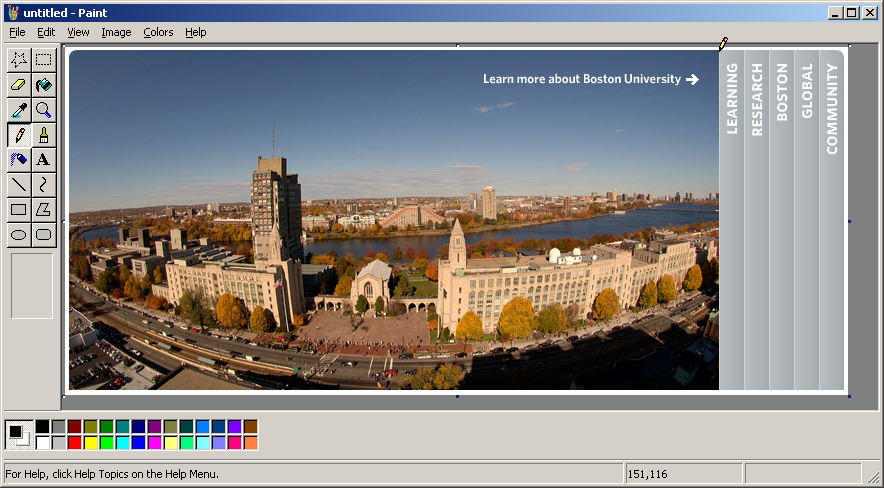 untitled - Paint
File Edit View Image Colors Help
Learn more about Boston University →
LEARNING
RESEARCH
BOSTON
GLOBAL
COMMUNITY
A
For Help, click Help Topics on the Help Menu.
151,116